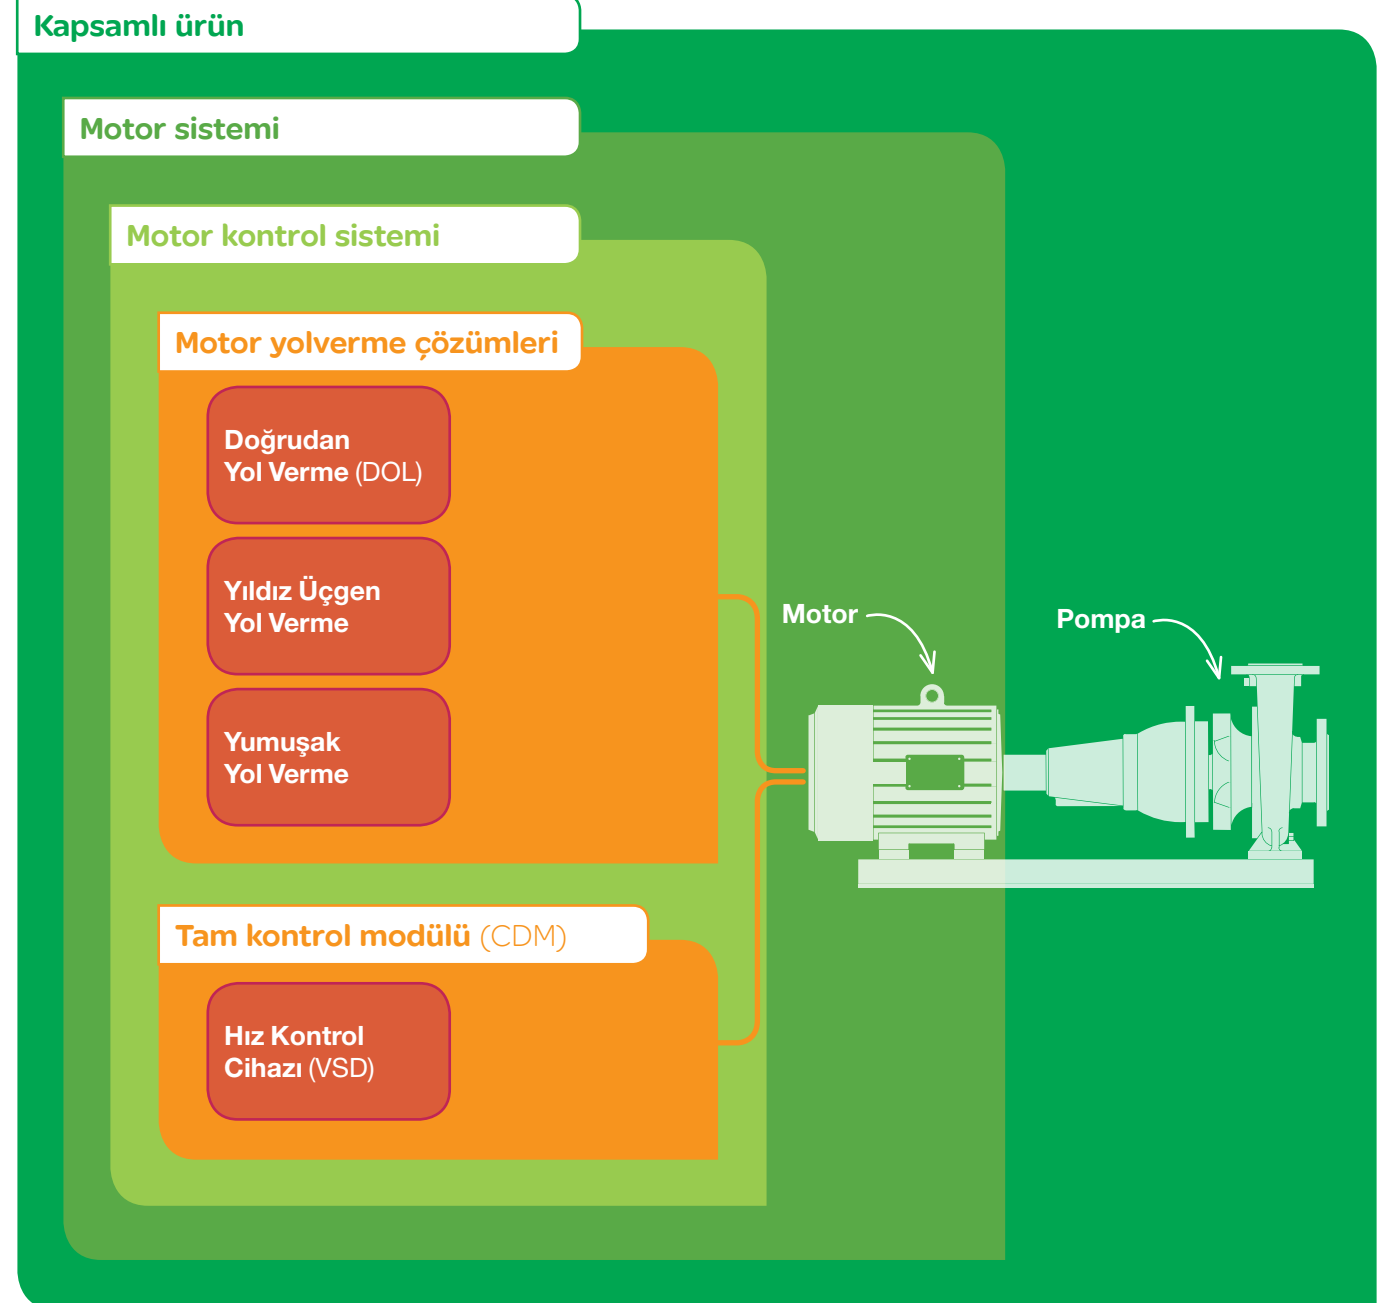 Kapsamlı ürün
Motor sistemi
Motor kontrol sistemi
Motor yolverme çözümleri
Doğrudan
Yol Verme (DOL)
Yıldız Üçgen
Yol Verme
Yumuşak
Yol Verme
Motor
Pompa
Tam kontrol modülü (CDM)
Hız Kontrol
Cihazı (VSD)